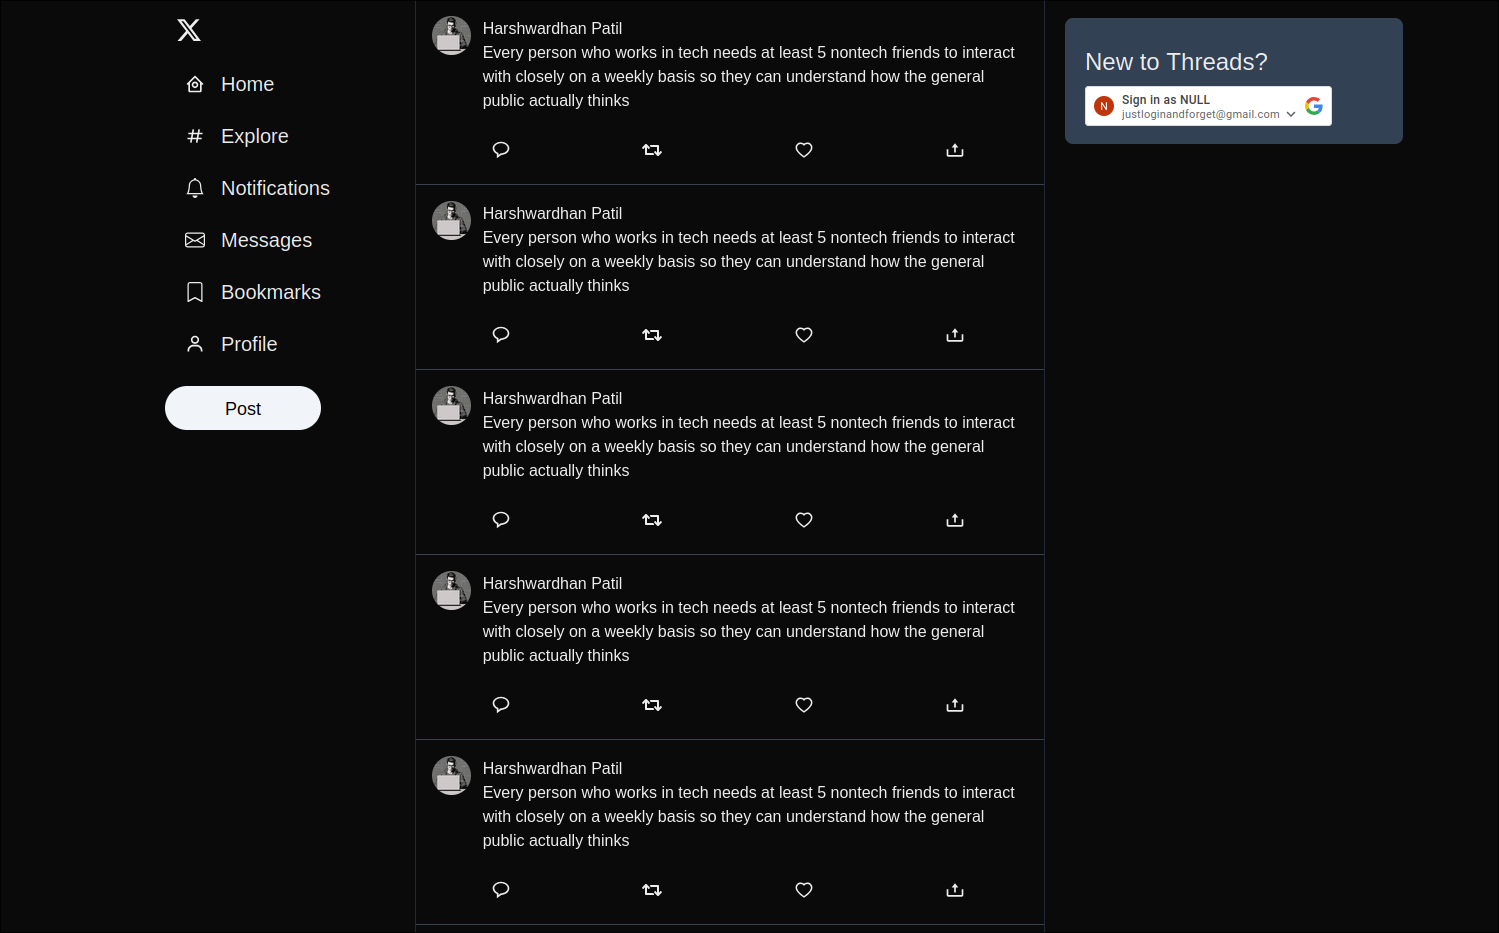 Home
Explore
Notifications
Messages
Bookmarks
Profile
Post
Harshwardhan Patil
Every person who works in tech needs at least 5 nontech friends to interact
with closely on a weekly basis so they can understand how the general
public actually thinks
Harshwardhan Patil
Every person who works in tech needs at least 5 nontech friends to interact
with closely on a weekly basis so they can understand how the general
public actually thinks
Harshwardhan Patil
Every person who works in tech needs at least 5 nontech friends to interact
with closely on a weekly basis so they can understand how the general
public actually thinks
Harshwardhan Patil
Every person who works in tech needs at least 5 nontech friends to interact
with closely on a weekly basis so they can understand how the general
public actually thinks
Harshwardhan Patil
Every person who works in tech needs at least 5 nontech friends to interact
with closely on a weekly basis so they can understand how the general
public actually thinks
New to Threads?
N
Sign in as NULL
justloginandforget@gmail.com